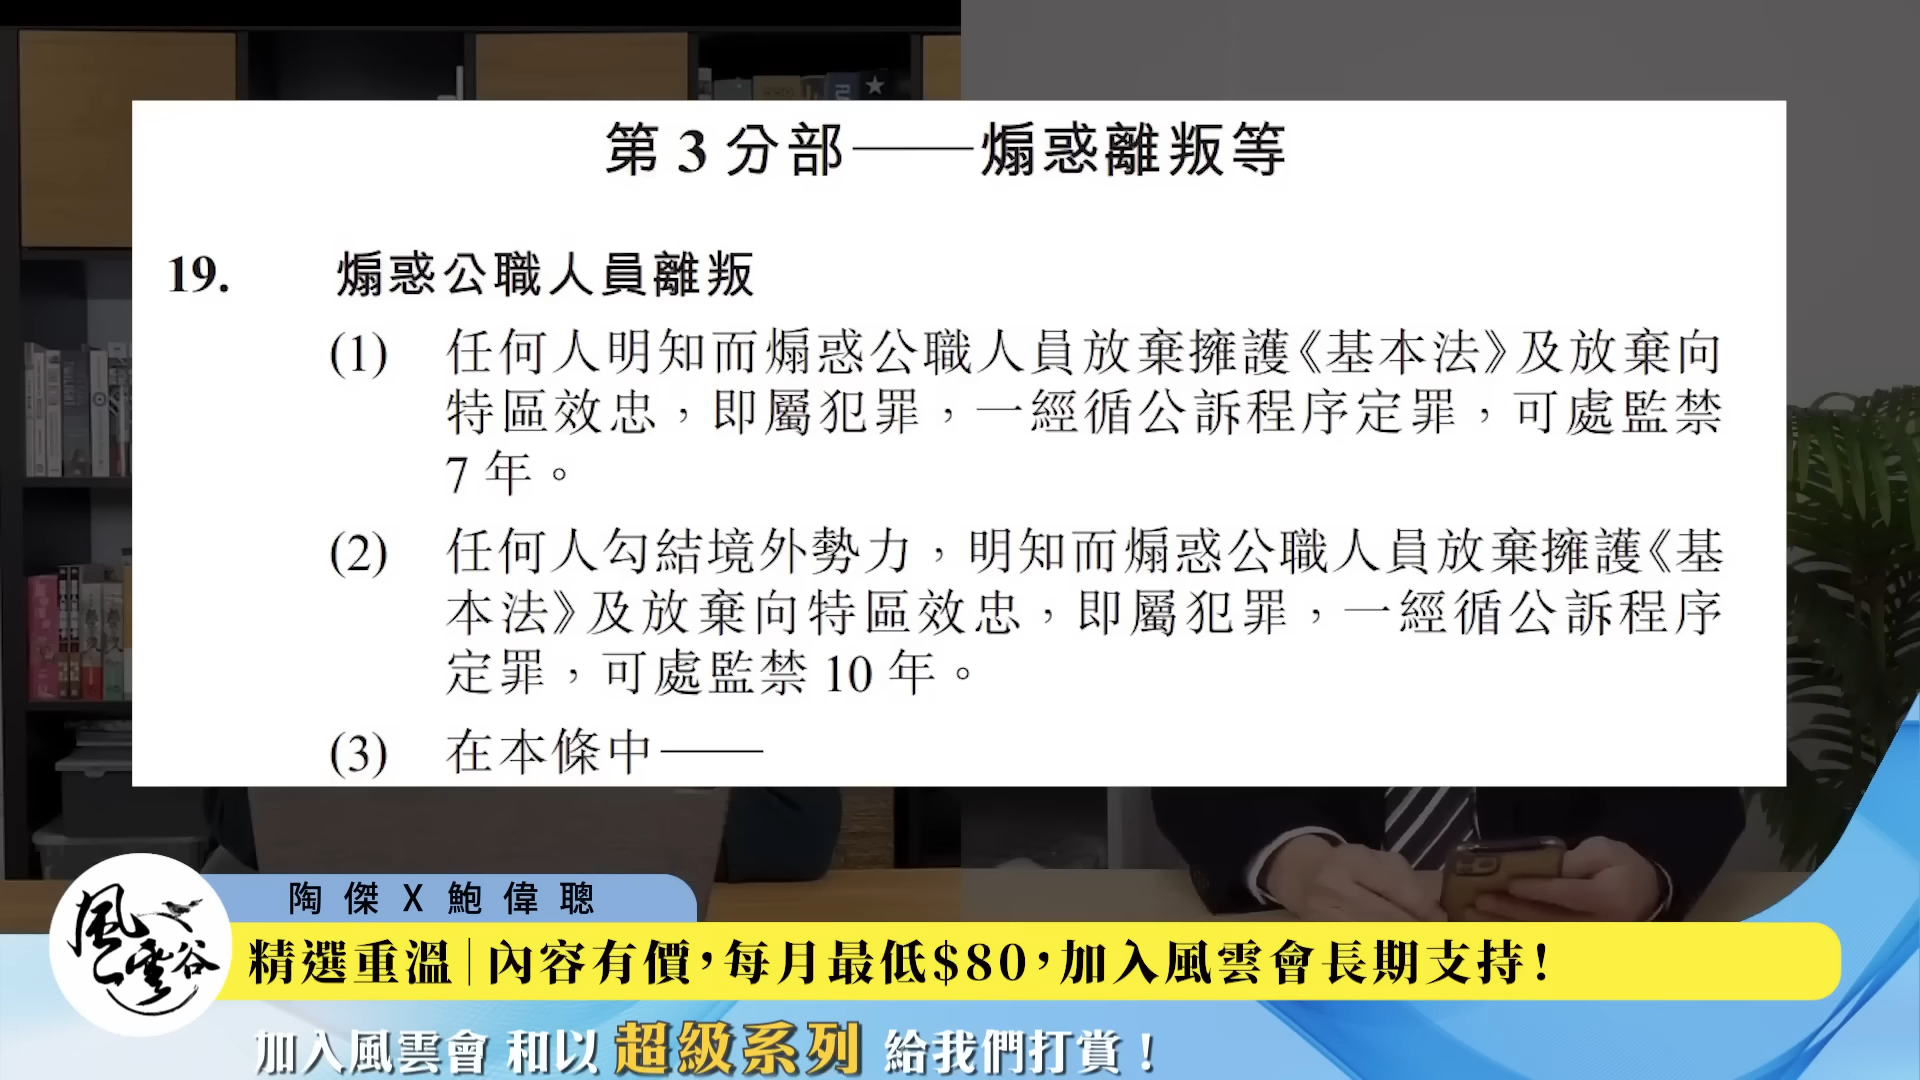 第 3 分部——煽惑離叛等
19. 煽惑公職人員離叛
(1) 任何人明知而煽惑公職人員放棄擁護《基本法》及放棄向
特區效忠，即屬犯罪，一經循公訴程序定罪，可處監禁
7 年。
(2) 任何人勾結境外勢力，明知而煽惑公職人員放棄擁護《基
本法》及放棄向特區效忠，即屬犯罪，一經循公訴程序
定罪，可處監禁 10 年。
(3) 在本條中——
陶傑 X 鮑偉聰
風雲谷
精選重溫|內容有價，每月最低$80，加入風雲會長期支持！
加入風雲會 和以 超級系列 給我們打賞！